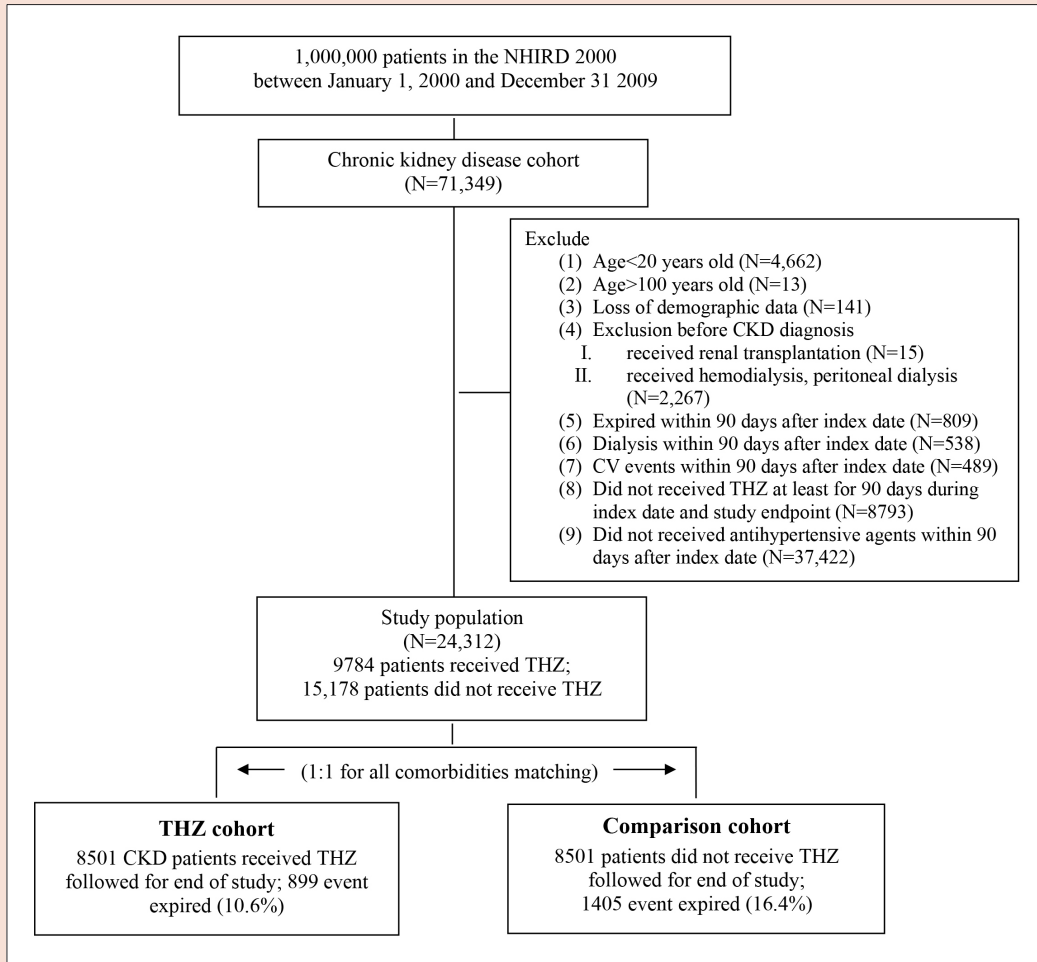 1,000,000 patients in the NHIRD 2000
between January 1, 2000 and December 31 2009
Chronic kidney disease cohort
(N=71,349)
Exclude
(1) Age<20 years old (N=4,662)
(2) Age>100 years old (N=13)
(3) Loss of demographic data (N=141)
(4) Exclusion before CKD diagnosis
I. received renal transplantation (N=15)
II. received hemodialysis, peritoneal dialysis
(N=2,267)
(5) Expired within 90 days after index date (N=809)
(6) Dialysis within 90 days after index date (N=538)
(7) CV events within 90 days after index date (N=489)
(8) Did not received THZ at least for 90 days during
index date and study endpoint (N=8793)
(9) Did not received antihypertensive agents within 90
days after index date (N=37,422)
Study population
(N=24,312)
9784 patients received THZ;
15,178 patients did not receive THZ
(1:1 for all comorbidities matching)
THZ cohort
8501 CKD patients received THZ
followed for end of study; 899 event
expired (10.6%)
Comparison cohort
8501 patients did not receive THZ
followed for end of study;
1405 event expired (16.4%)